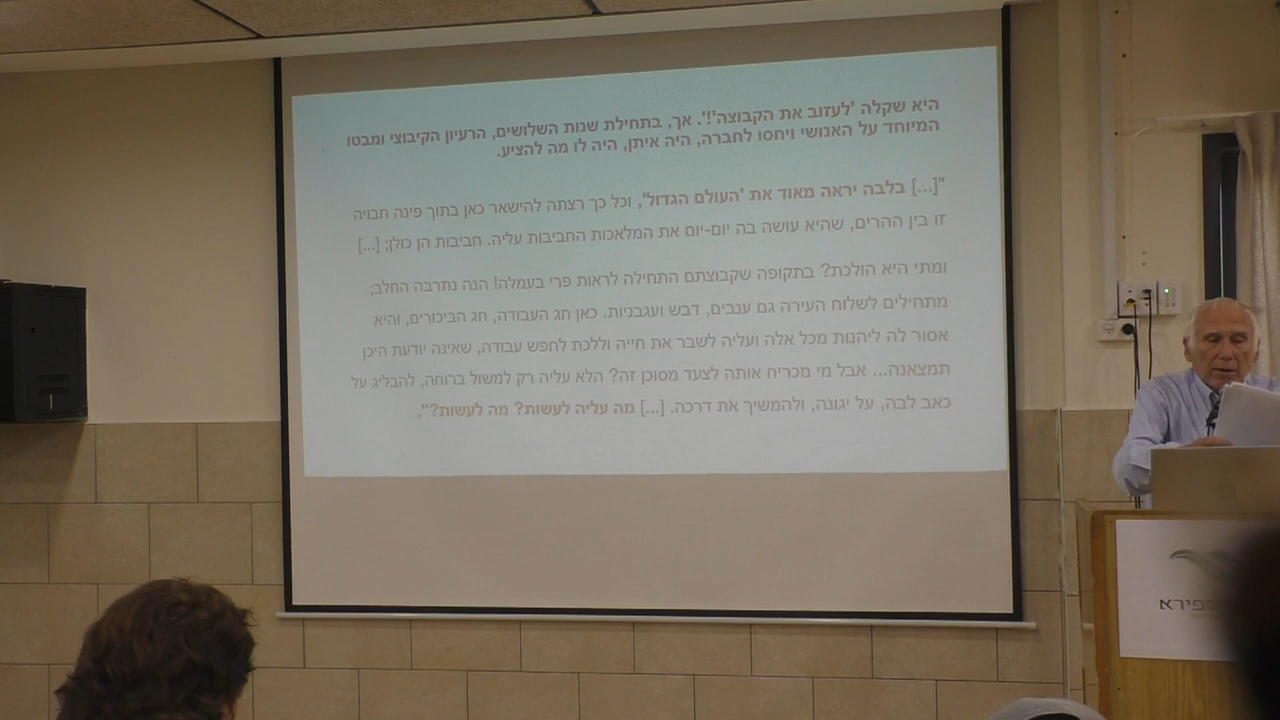 היא שקלה 'לעזוב את הקבוצה'!'. אך, בתחילת שנות השלושים, הרעיון הקיבוצי ומבטו
המיוחד על האנושי ויחסו לחברה, היה איתן, היה לו מה להציע.
"[...] בלבה יראה מאוד את 'העולם הגדול", וכל כך רצתה להישאר כאן בתוך פינה חבויה
זו בין ההרים, שהיא עושה בה יום-יום את המלאכות החביבות עליה. חביבות הן כולן; [...]
ומתי היא הולכת? בתקופה שקבוצתם התחילה לראות פרי בעמלה! הנה נתרבה החלב;
מתחילים לשלוח העירה גם ענבים, דבש ועגבניות. כאן חג העבודה, חג הביכורים, והיא
אסור לה ליהנות מכל אלה ועליה לשבר את חייה וללכת לחפש עבודה, שאינה יודעת היכן
תמצאנה... אבל מי מכריח אותה לצעד מסוכן זה? הלא עליה רק למשול ברוחה, להבליג על
כאב לבה, על יגונה, ולהמשיך את דרכה. [...] מה עליה לעשות? מה לעשות?".